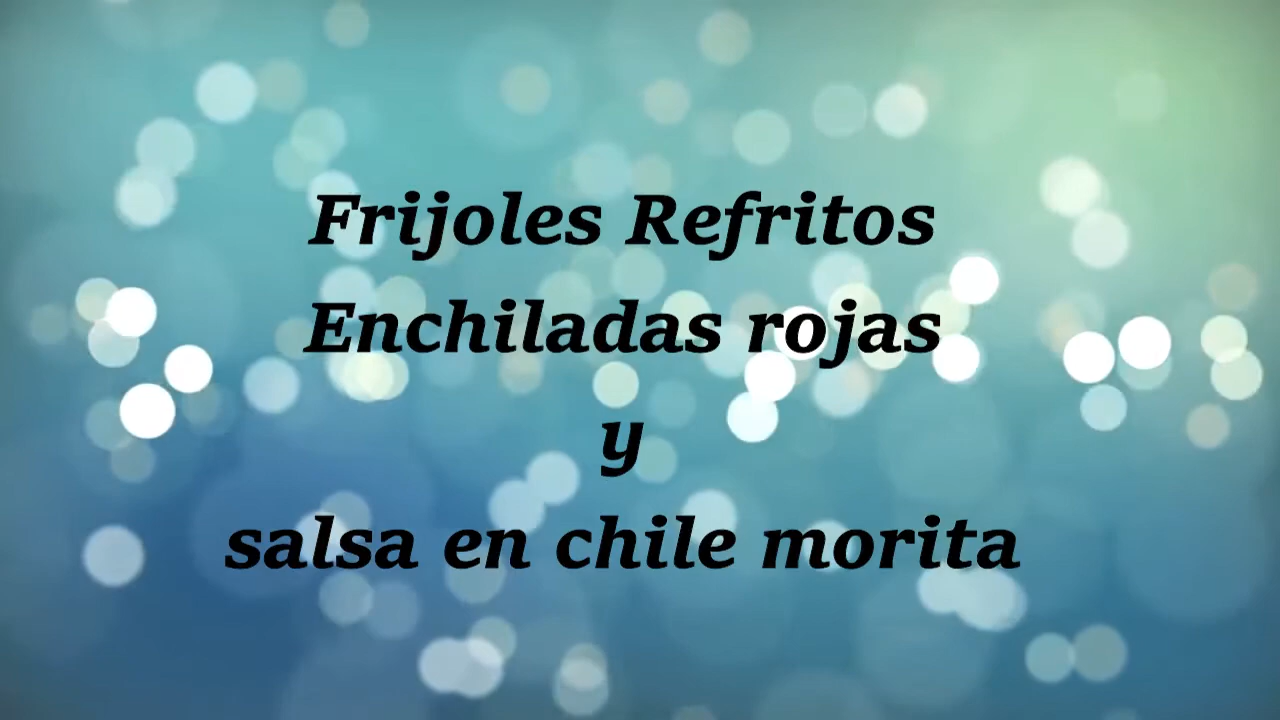 Frijoles Refritos
Enchiladas rojas
y
salsa en chile morita